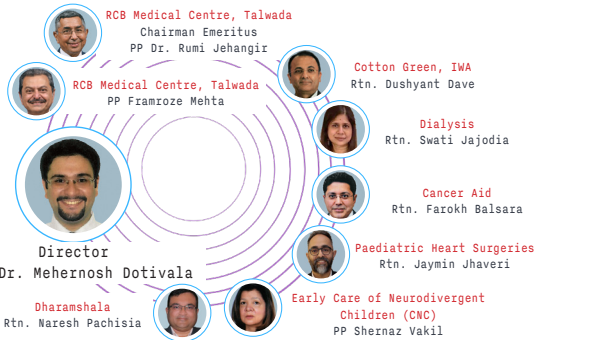 RCB Medical Centre, Talwada
Chairman Emeritus
PP Dr. Rumi Jehangir
RCB Medical Centre, Talwada
PP Framroze Mehta
Cotton Green, IWA
Rtn. Dushyant Dave
Dialysis
Rtn. Swati Jajodia
Cancer Aid
Rtn. Farokh Balsara
Director
Dr. Mehernosh Dotivala
Paediatric Heart Surgeries
Rtn. Jaymin Jhaveri
Dharamshala
Rtn. Naresh Pachisia
Early Care of Neurodivergent
Children (CNC)
PP Shernaz Vakil